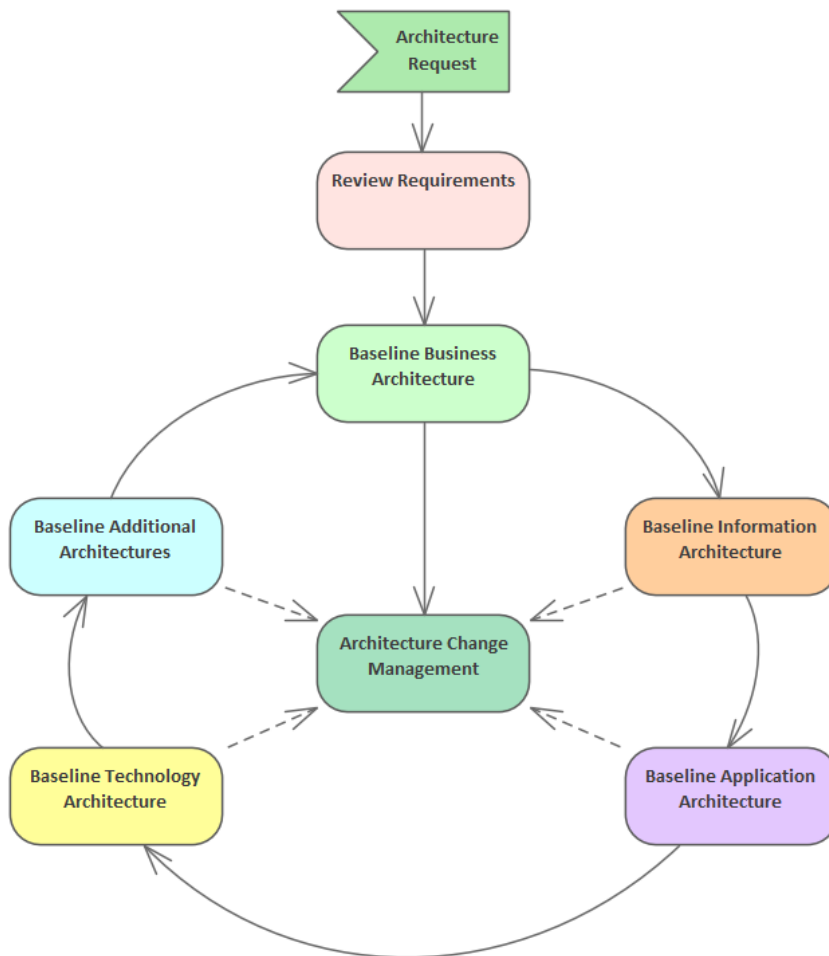 Architecture
Request
Review Requirements
Baseline Business
Architecture
Baseline Additional
Architectures
Baseline Information
Architecture
Architecture Change
Management
Baseline Technology
Architecture
Baseline Application
Architecture